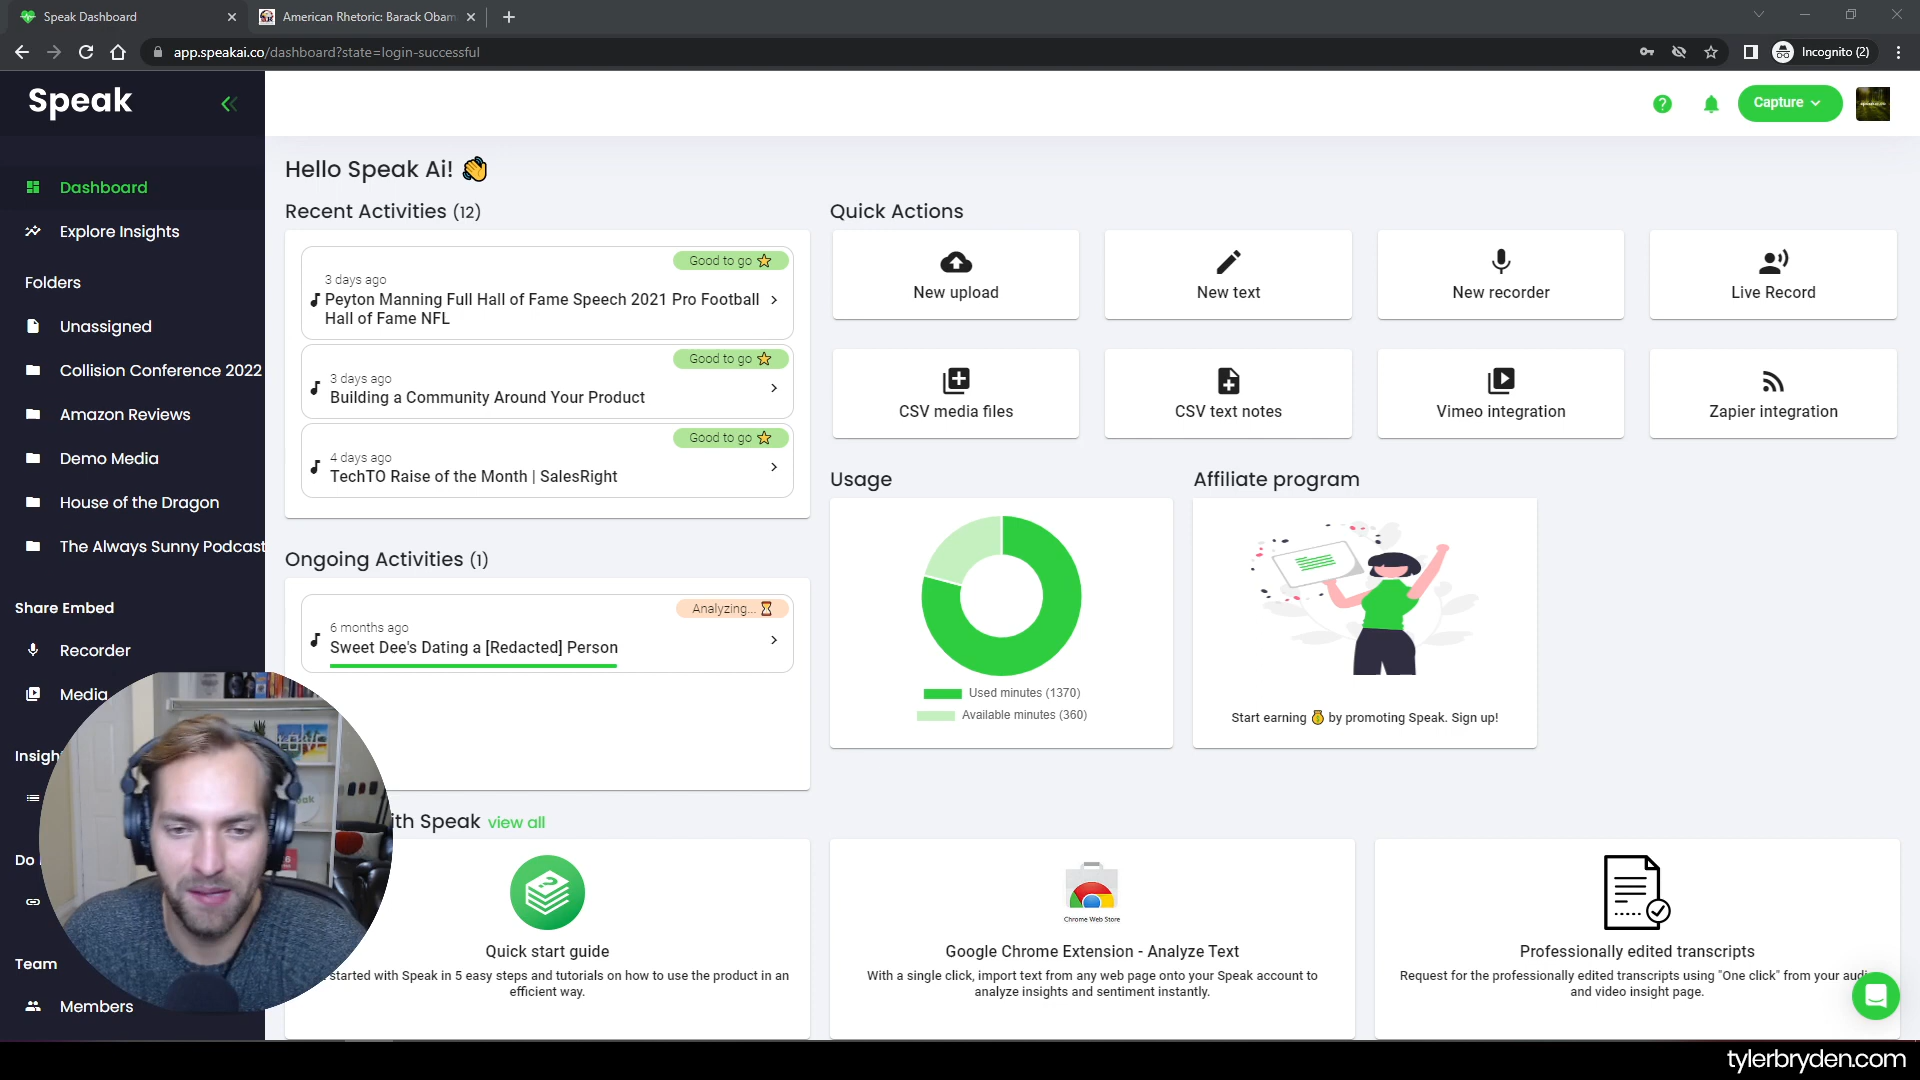 Speak Dashboard
American Rhetoric: Barack Obam
app.speakai.co/dashboard?state=login-successful
Incognito (2)
Speak
Capture
Dashboard
Explore Insights
Folders
Unassigned
Collision Conference 2022
Amazon Reviews
Demo Media
House of the Dragon
The Always Sunny Podcast
Share Embed
Recorder
Media
Insigh
Do
Team
Members
Hello Speak Ai!
Recent Activities (12)
Good to go
3 days ago
Peyton Manning Full Hall of Fame Speech 2021 Pro Football
Hall of Fame NFL
Good to go
3 days ago
Building a Community Around Your Product
Good to go
4 days ago
TechTO Raise of the Month | SalesRight
Ongoing Activities (1)
Analyzing...
6 months ago
Sweet Dee's Dating a [Redacted] Person
Quick Actions
New upload
New text
New recorder
Live Record
CSV media files
CSV text notes
Vimeo integration
Zapier integration
Usage
Used minutes (1370)
Available minutes (360)
Affiliate program
Start earning by promoting Speak. Sign up!
ith Speak view all
Quick start guide
started with Speak in 5 easy steps and tutorials on how to use the product in an
efficient way.
Chrome Web Store
Google Chrome Extension - Analyze Text
With a single click, import text from any web page onto your Speak account to
analyze insights and sentiment instantly.
Professionally edited transcripts
Request for the professionally edited transcripts using "One click" from your audi
and video insight page.
tylerbryden.com